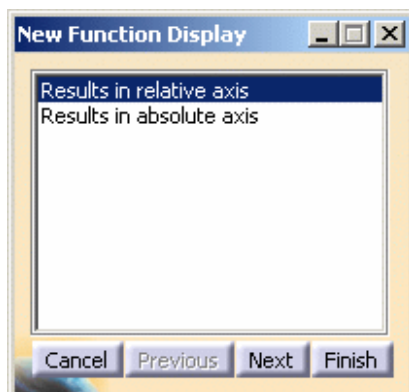 New Function Display
Results in relative axis
Results in absolute axis
Cancel Previous Next Finish